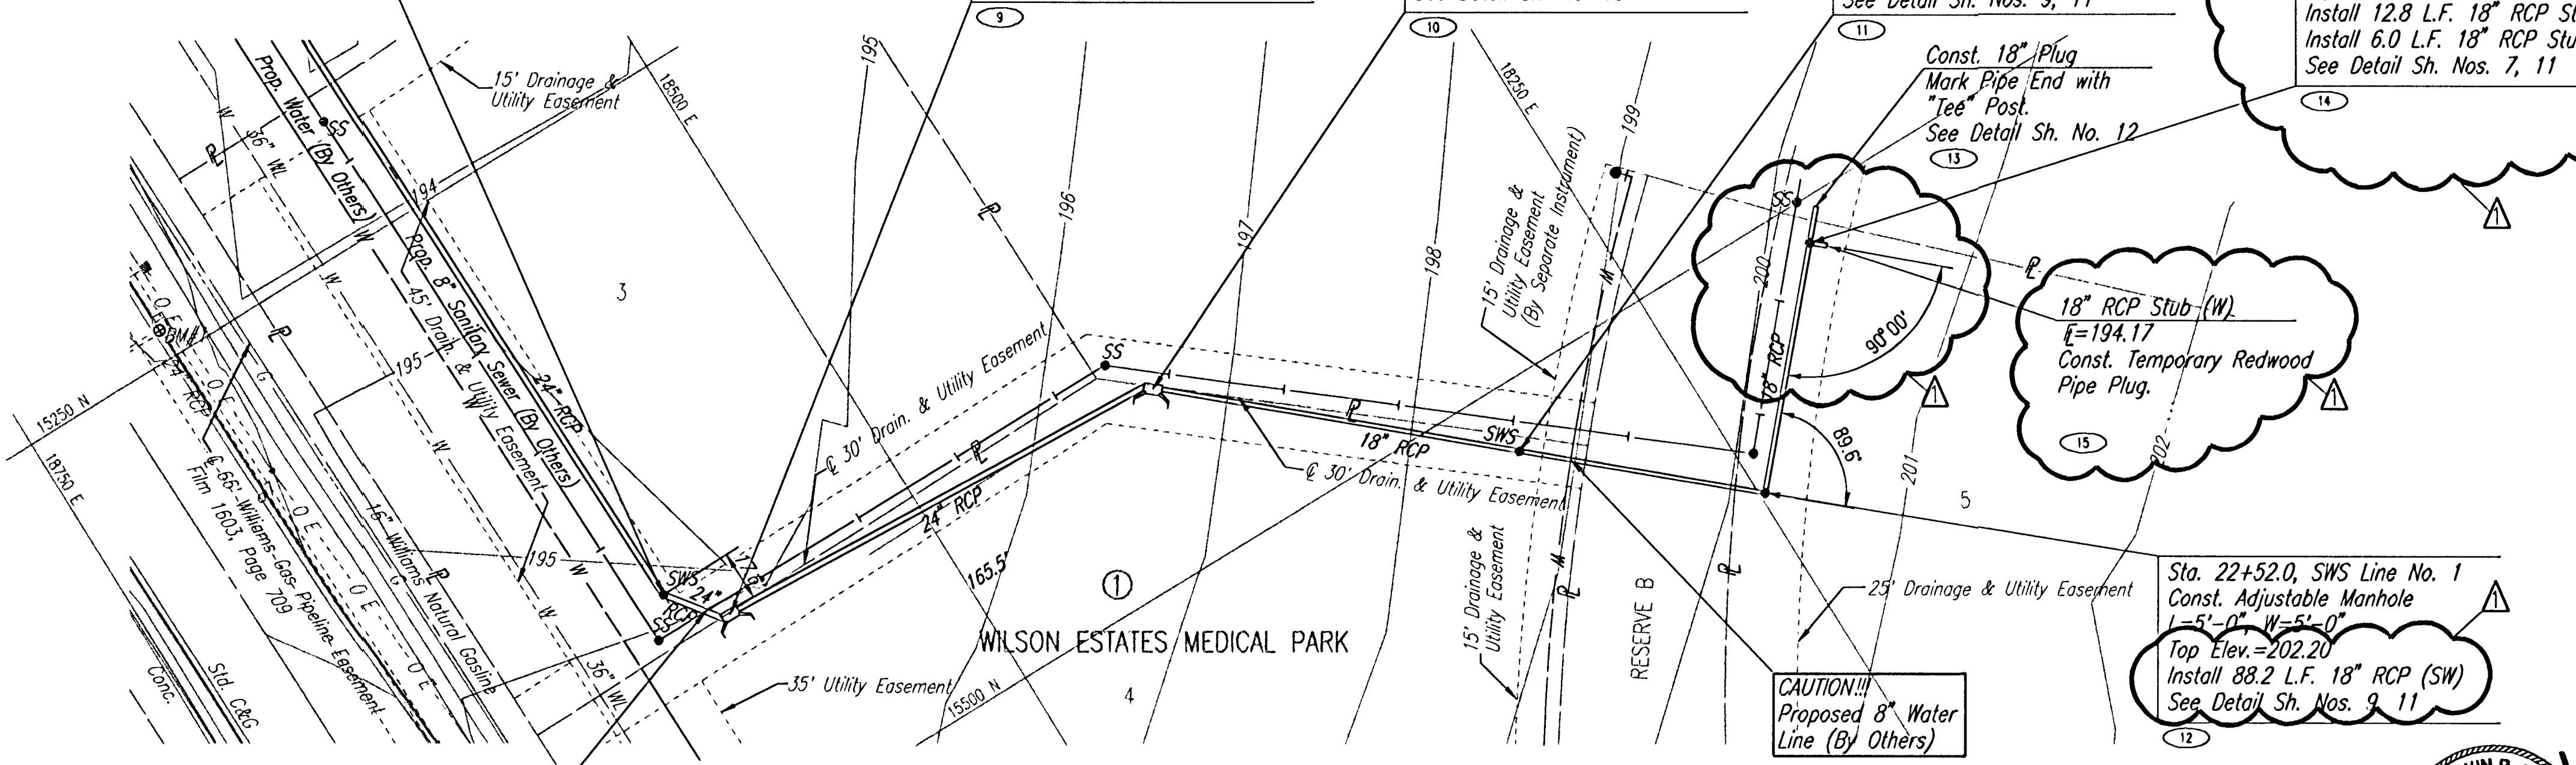 9
10
See Detail Sh. Nos. 9, 11
11
Install 12.8 L.F. 18" RCP
Install 6.0 L.F. 18" RCP
See Detail Sh. Nos. 7, 11
14
Const. 18" Plug
Mark Pipe End with
"Tee" Post.
See Detail Sh. No. 12
13
15' Drainage &
Utility Easement
Prop. Water (By Others)
SS
36" WL
W
W
W
W
W
W
P
194
195
18500 E
195
196
197
198
18250 E
199
200
201
202
3
Prop. 8" Sanitary Sewer (By Others)
45' Drain. & Utility Easement
24" RCP
195
195
BM#1
24" RCP
15250 N
18750 E
℄ 66' Williams Gas Pipeline Easement
Film 1603, Page 709
16" Williams Natural Gasline
G
G
O E
O E
O E
O E
Conc.
Std. C&G
36" WL
℄ 30' Drain. & Utility Easement
SS
24" RCP
165.5'
SWS
24"
RCP
SS
35' Utility Easement
1
WILSON ESTATES MEDICAL PARK
4
15500 N
18" RCP
SWS
℄ 30' Drain. & Utility Easement
15' Drainage &
Utility Easement
(By Separate Instrument)
W
W
15' Drainage &
Utility Easement
RESERVE B
SS
18" RCP
90°00'
89.6'
1
1
18" RCP Stub (W)
℄=194.17
Const. Temporary Redwood
Pipe Plug.
1
15
5
25' Drainage & Utility Easement
CAUTION!!!
Proposed 8" Water
Line (By Others)
Sta. 22+52.0, SWS Line No. 1
Const. Adjustable Manhole
L=5'-0", W=5'-0"
Top Elev.=202.20
Install 88.2 L.F. 18" RCP (SW)
See Detail Sh. Nos. 9, 11
1
12